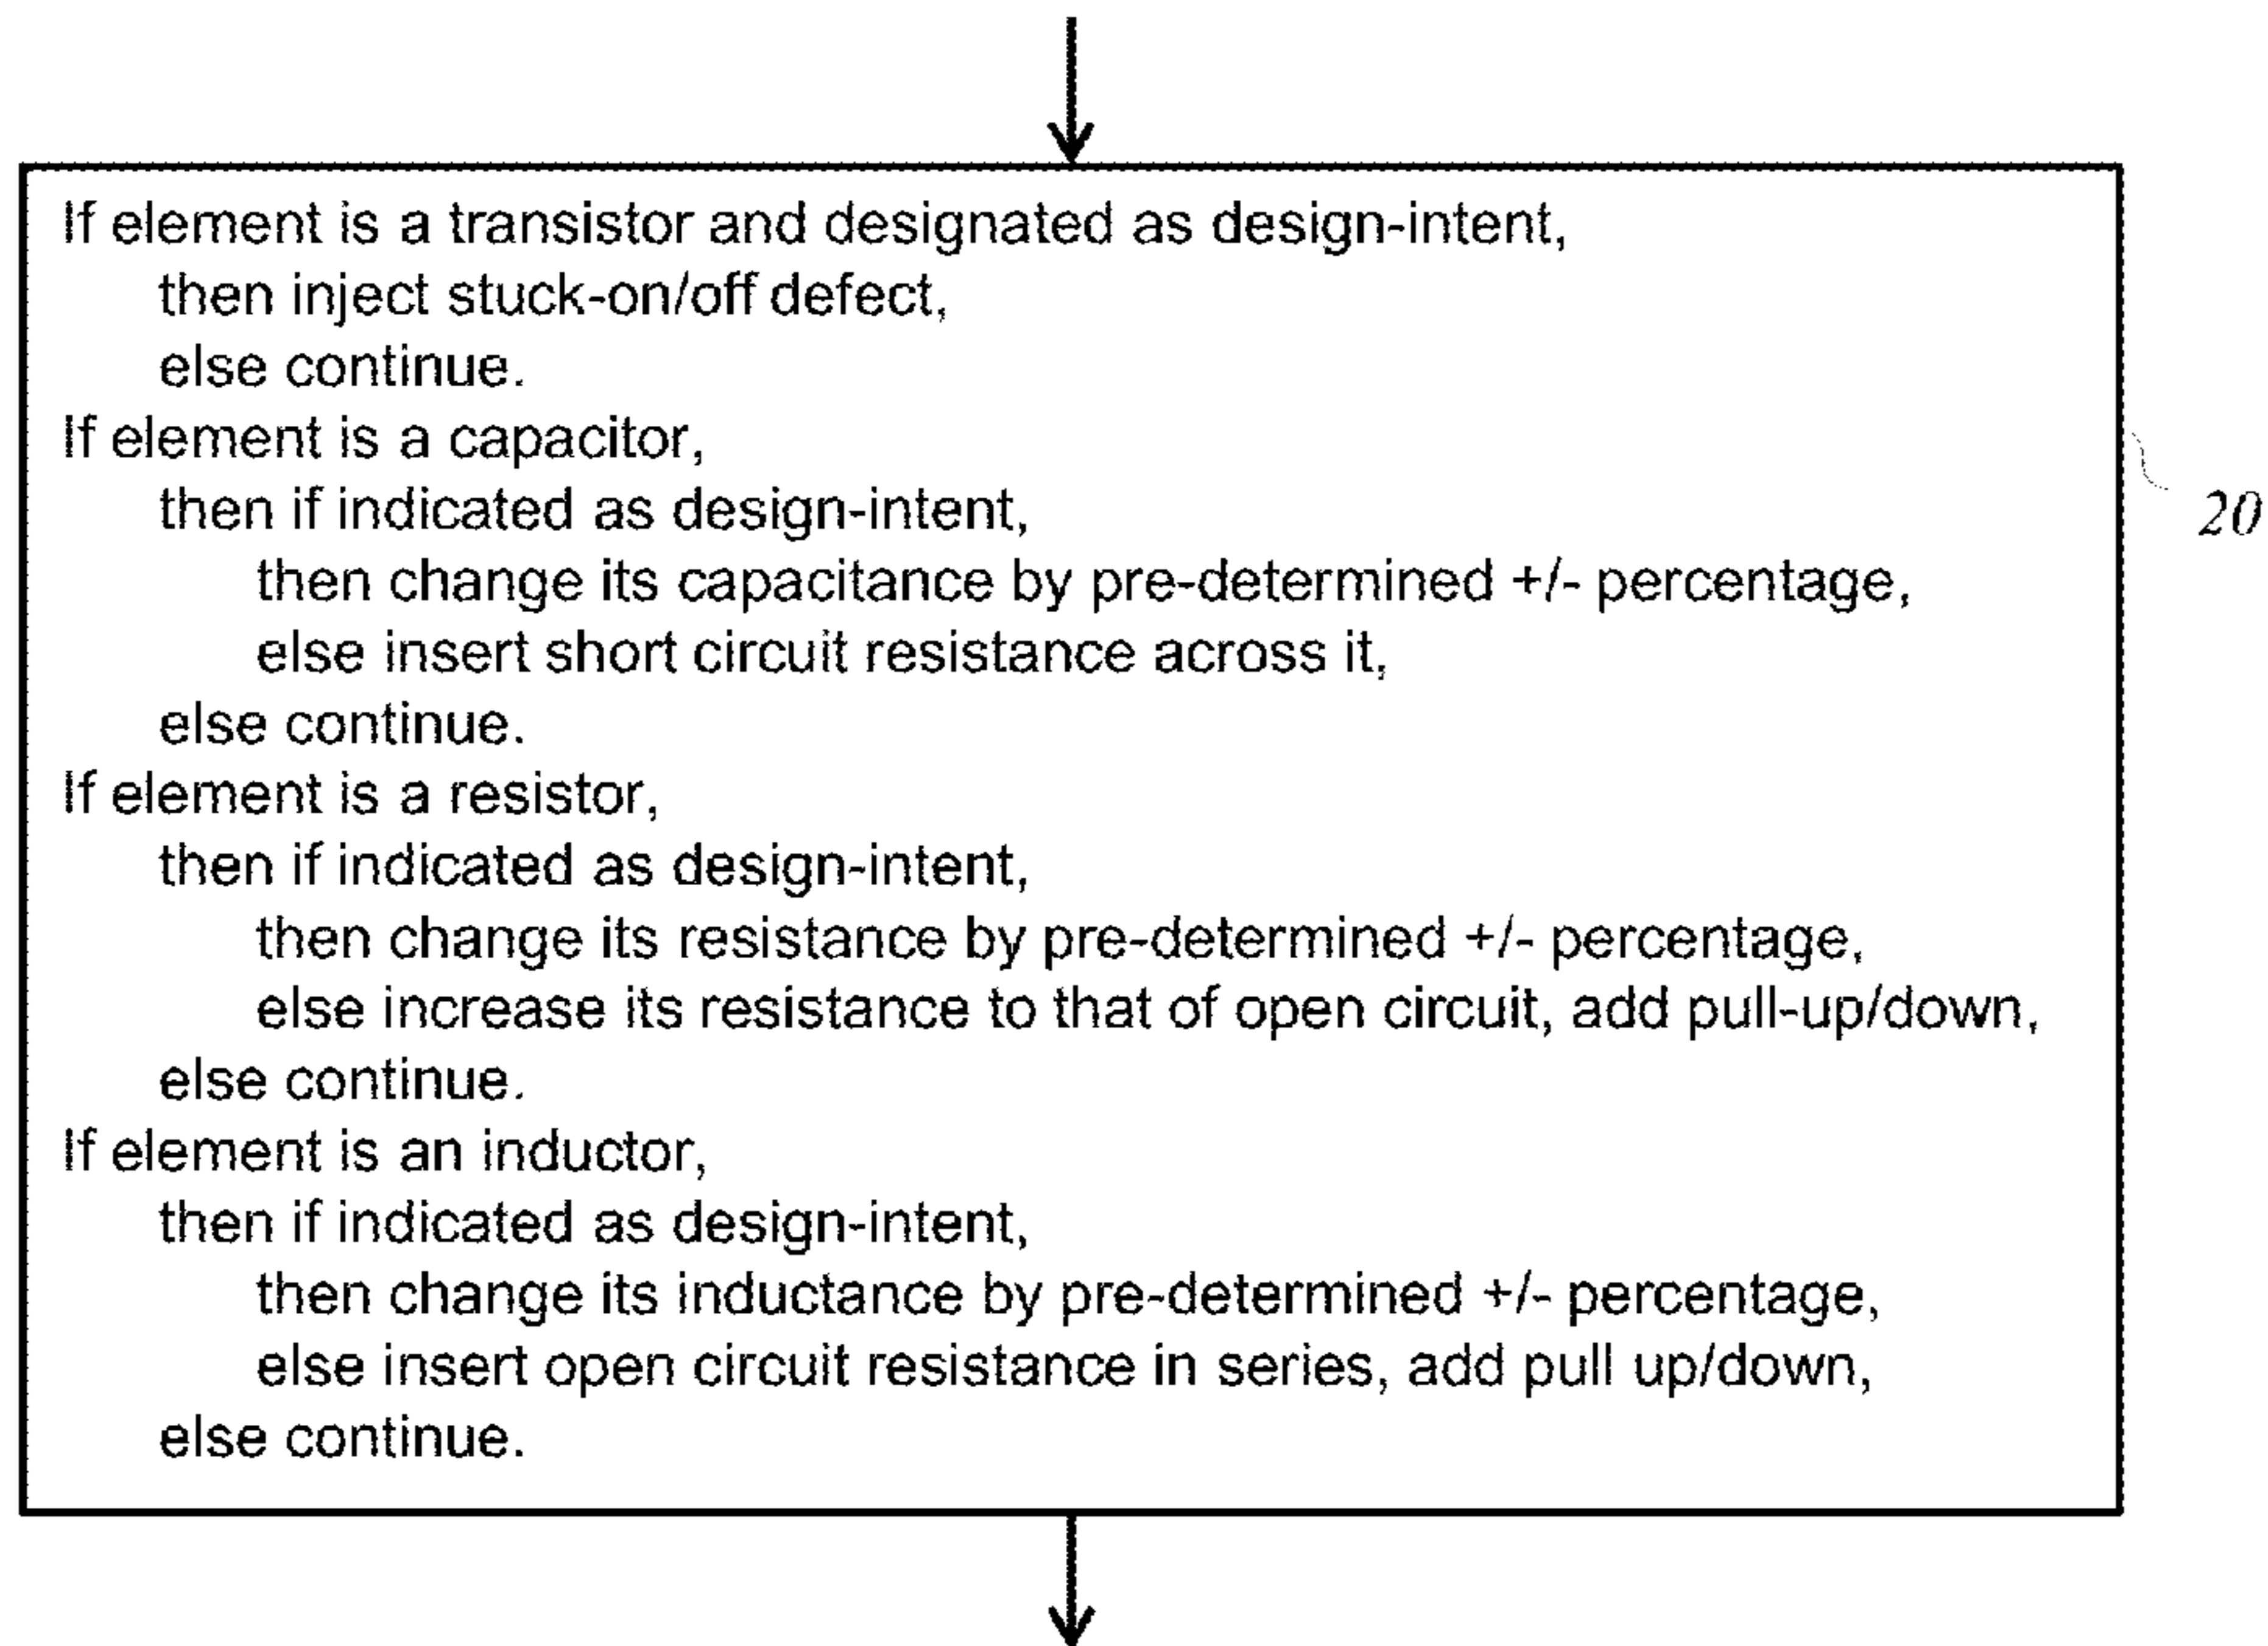 If element is a transistor and designated as design-intent,
then inject stuck-on/off defect,
else continue.
If element is a capacitor,
then if indicated as design-intent,
then change its capacitance by pre-determined +/- percentage,
else insert short circuit resistance across it,
else continue.
If element is a resistor,
then if indicated as design-intent,
then change its resistance by pre-determined +/- percentage,
else increase its resistance to that of open circuit, add pull-up/down,
else continue.
If element is an inductor,
then if indicated as design-intent,
then change its inductance by pre-determined +/- percentage,
else insert open circuit resistance in series, add pull up/down,
else continue.
20